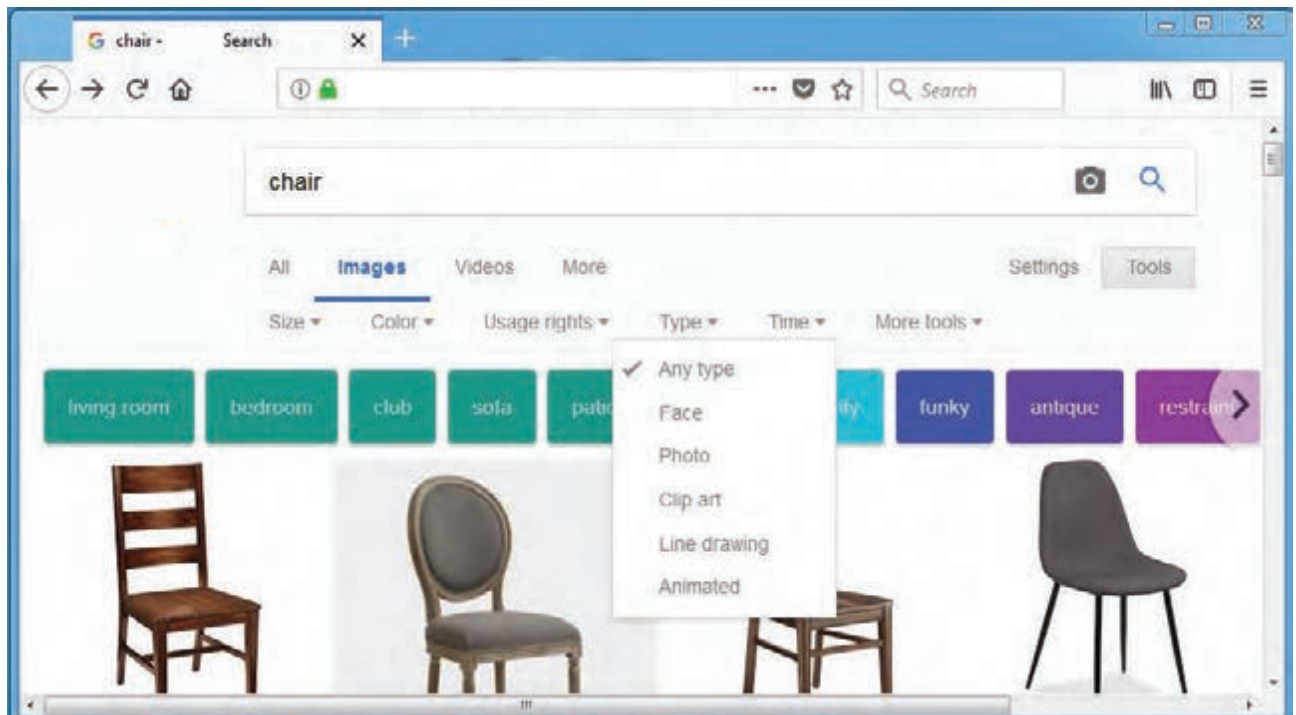 chair - Search
Search
chair
All Images Videos More Settings Tools
Size Color Usage rights Type Time More tools
Any type
living room bedroom club sofa funky antique
Face
Photo
Clip art
Line drawing
Animated